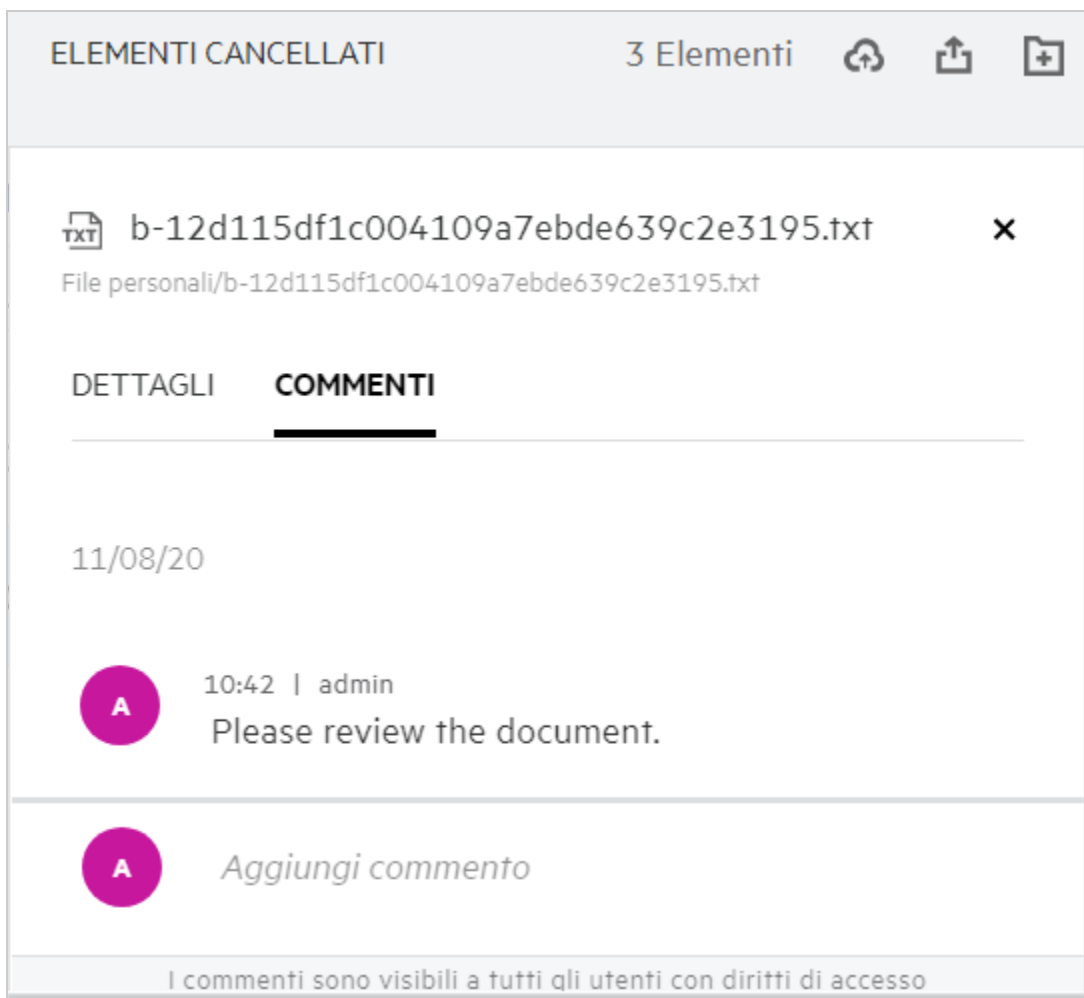 ELEMENTI CANCELLATI 3 Elementi
TXT b-12d115df1c004109a7ebde639c2e3195.txt
File personali/b-12d115df1c004109a7ebde639c2e3195.txt
DETTAGLI COMMENTI
11/08/20
10:42 | admin
A Please review the document.
A Aggiungi commento
I commenti sono visibili a tutti gli utenti con diritti di accesso